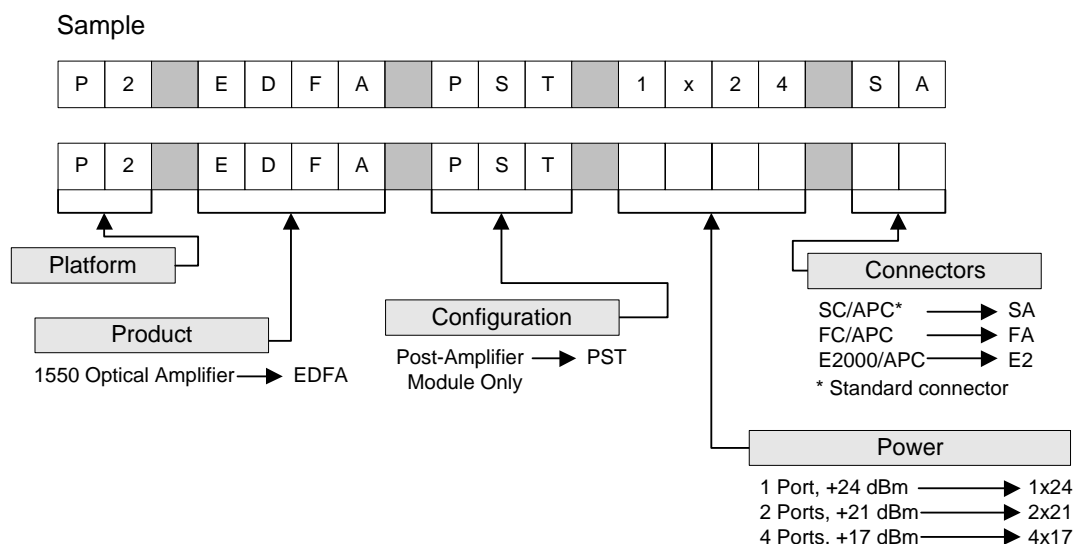 Sample
P 2 E D F A P S T 1 x 2 4 S A
P 2 E D F A P S T
Platform
Connectors
SC/APC* SA
FC/APC FA
E2000/APC E2
* Standard connector
Product
1550 Optical Amplifier EDFA
Configuration
Post-Amplifier PST
Module Only
Power
1 Port, +24 dBm 1x24
2 Ports, +21 dBm 2x21
4 Ports, +17 dBm 4x17